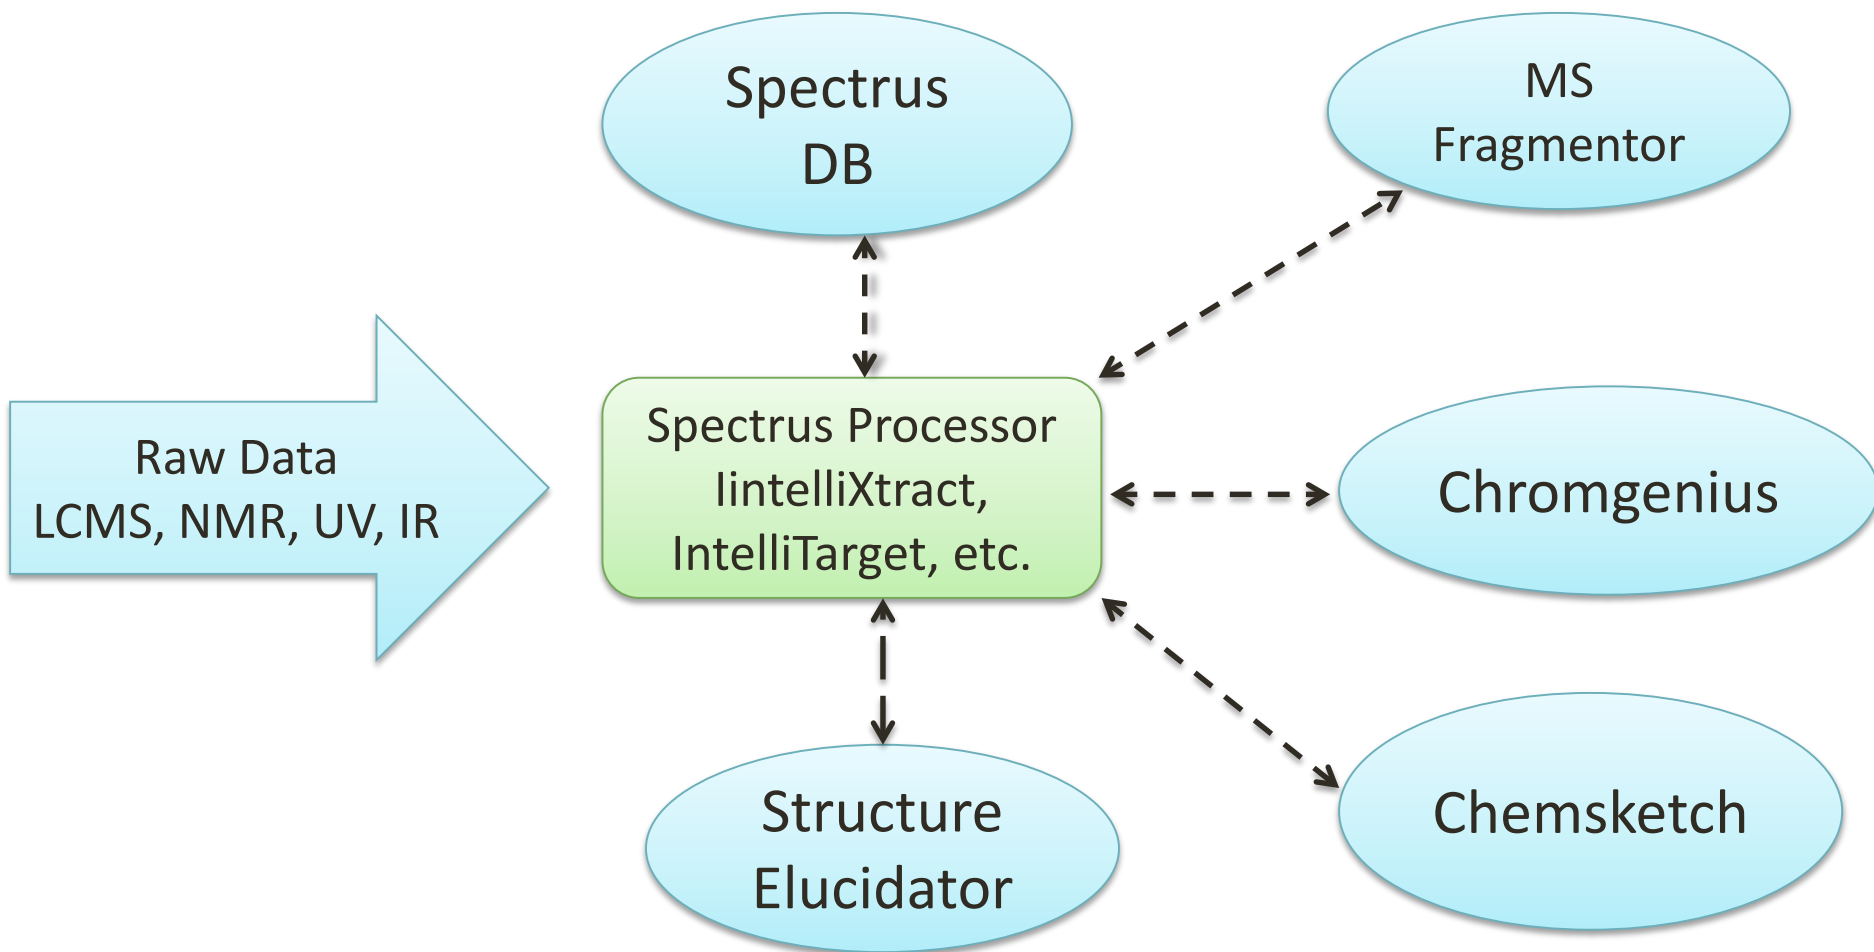 Spectrus
DB
MS
Fragmentor
Raw Data
LCMS, NMR, UV, IR
Spectrus Processor
IintelliXtract,
IntelliTarget, etc.
Chromgenius
Structure
Elucidator
Chemsketch